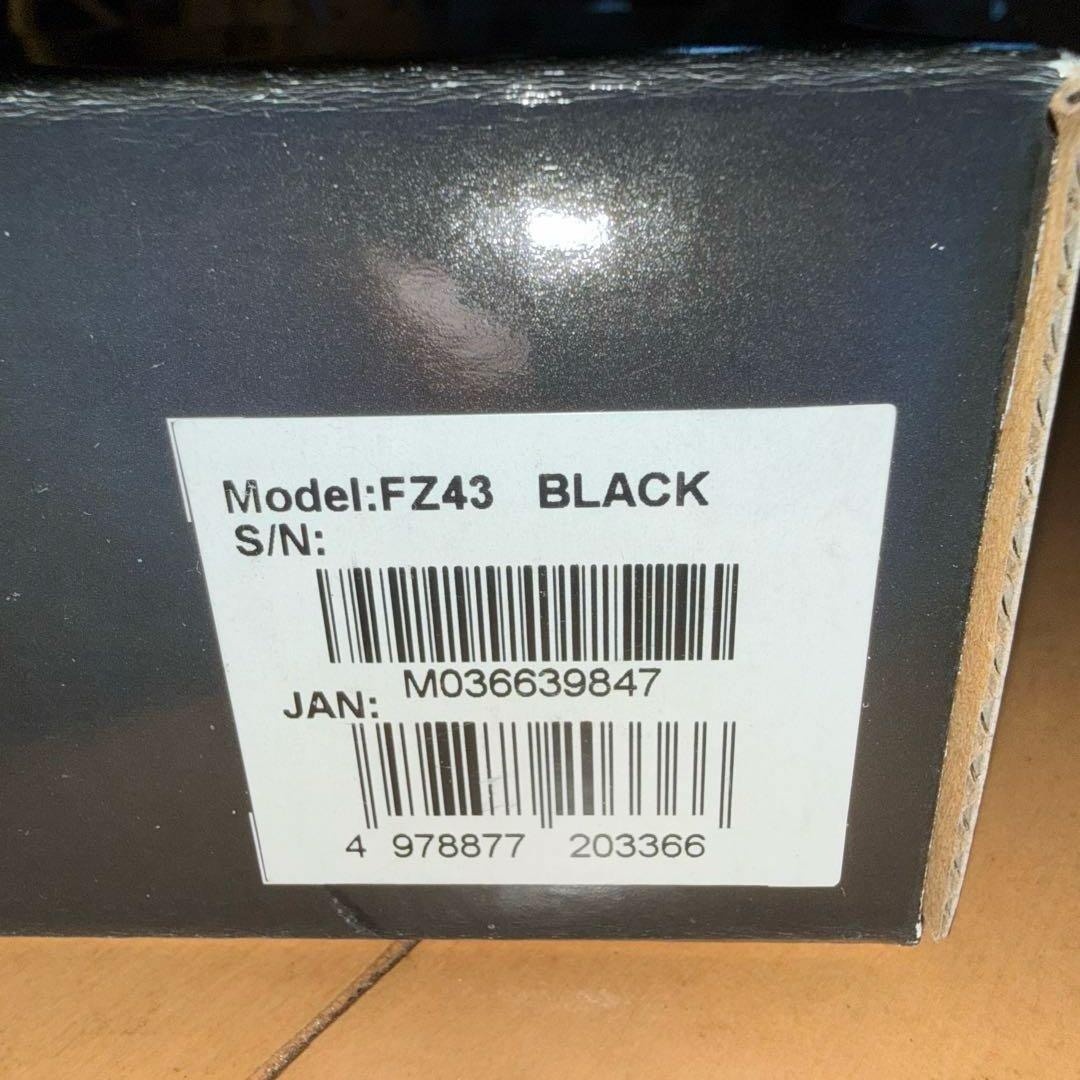 Model:FZ43 BLACK
S/N:
M036639847
JAN:
4 978877 203366